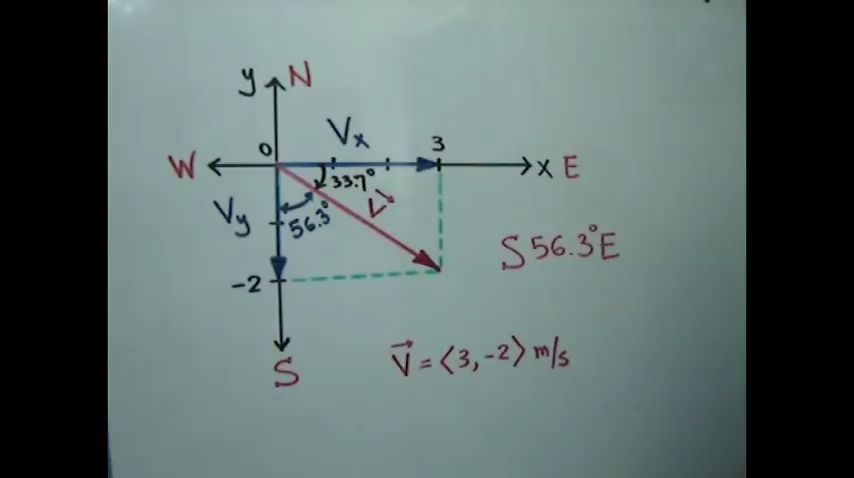 y N
Vx
0
3
W
x E
33.7°
V
Vy
56.3°
S 56.3°E
-2
V = ⟨3, -2⟩ m/s
S